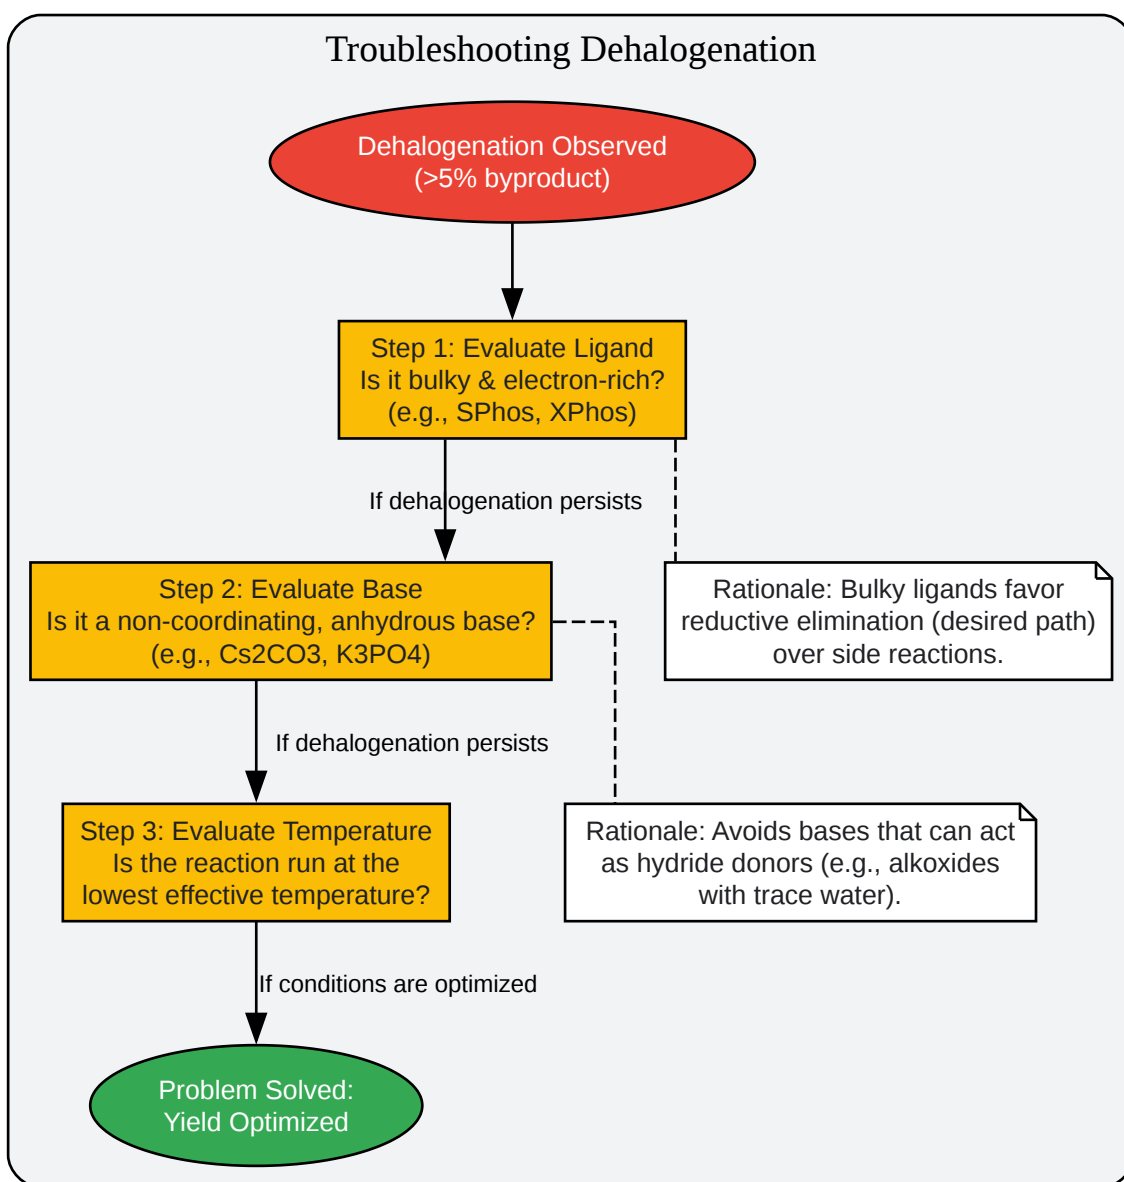 Troubleshooting Dehalogenation
Dehalogenation Observed
(>5% byproduct)
Step 1: Evaluate Ligand
Is it bulky & electron-rich?
(e.g., SPhos, XPhos)
If dehalogenation persists
Step 2: Evaluate Base
Is it a non-coordinating, anhydrous base?
(e.g., Cs2CO3, K3PO4)
Rationale: Bulky ligands favor
reductive elimination (desired path)
over side reactions.
If dehalogenation persists
Step 3: Evaluate Temperature
Is the reaction run at the
lowest effective temperature?
Rationale: Avoids bases that can act
as hydride donors (e.g., alkoxides
with trace water).
If conditions are optimized
Problem Solved:
Yield Optimized